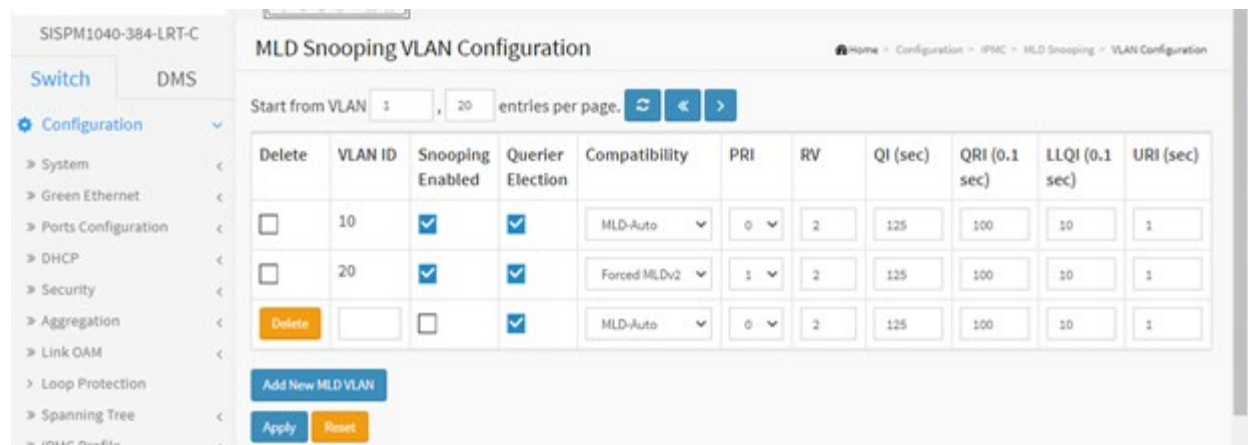 SISPM1040-384-LRT-C
Switch DMS
Configuration
System
Green Ethernet
Ports Configuration
DHCP
Security
Aggregation
Link OAM
Loop Protection
Spanning Tree
MLD Snooping VLAN Configuration
Home - Configuration - IPMC - MLD Snooping - VLAN Configuration
Start from VLAN 1 , 20 entries per page.
Delete VLAN ID Snooping Enabled Querier Election Compatibility PRI RV QI (sec) QRI (0.1 sec) LLQI (0.1 sec) URI (sec)
10 MLD-Auto 0 2 125 100 10 1
20 Forced MLDv2 1 2 125 100 10 1
Delete MLD-Auto 0 2 125 100 10 1
Add New MLD VLAN
Apply Reset